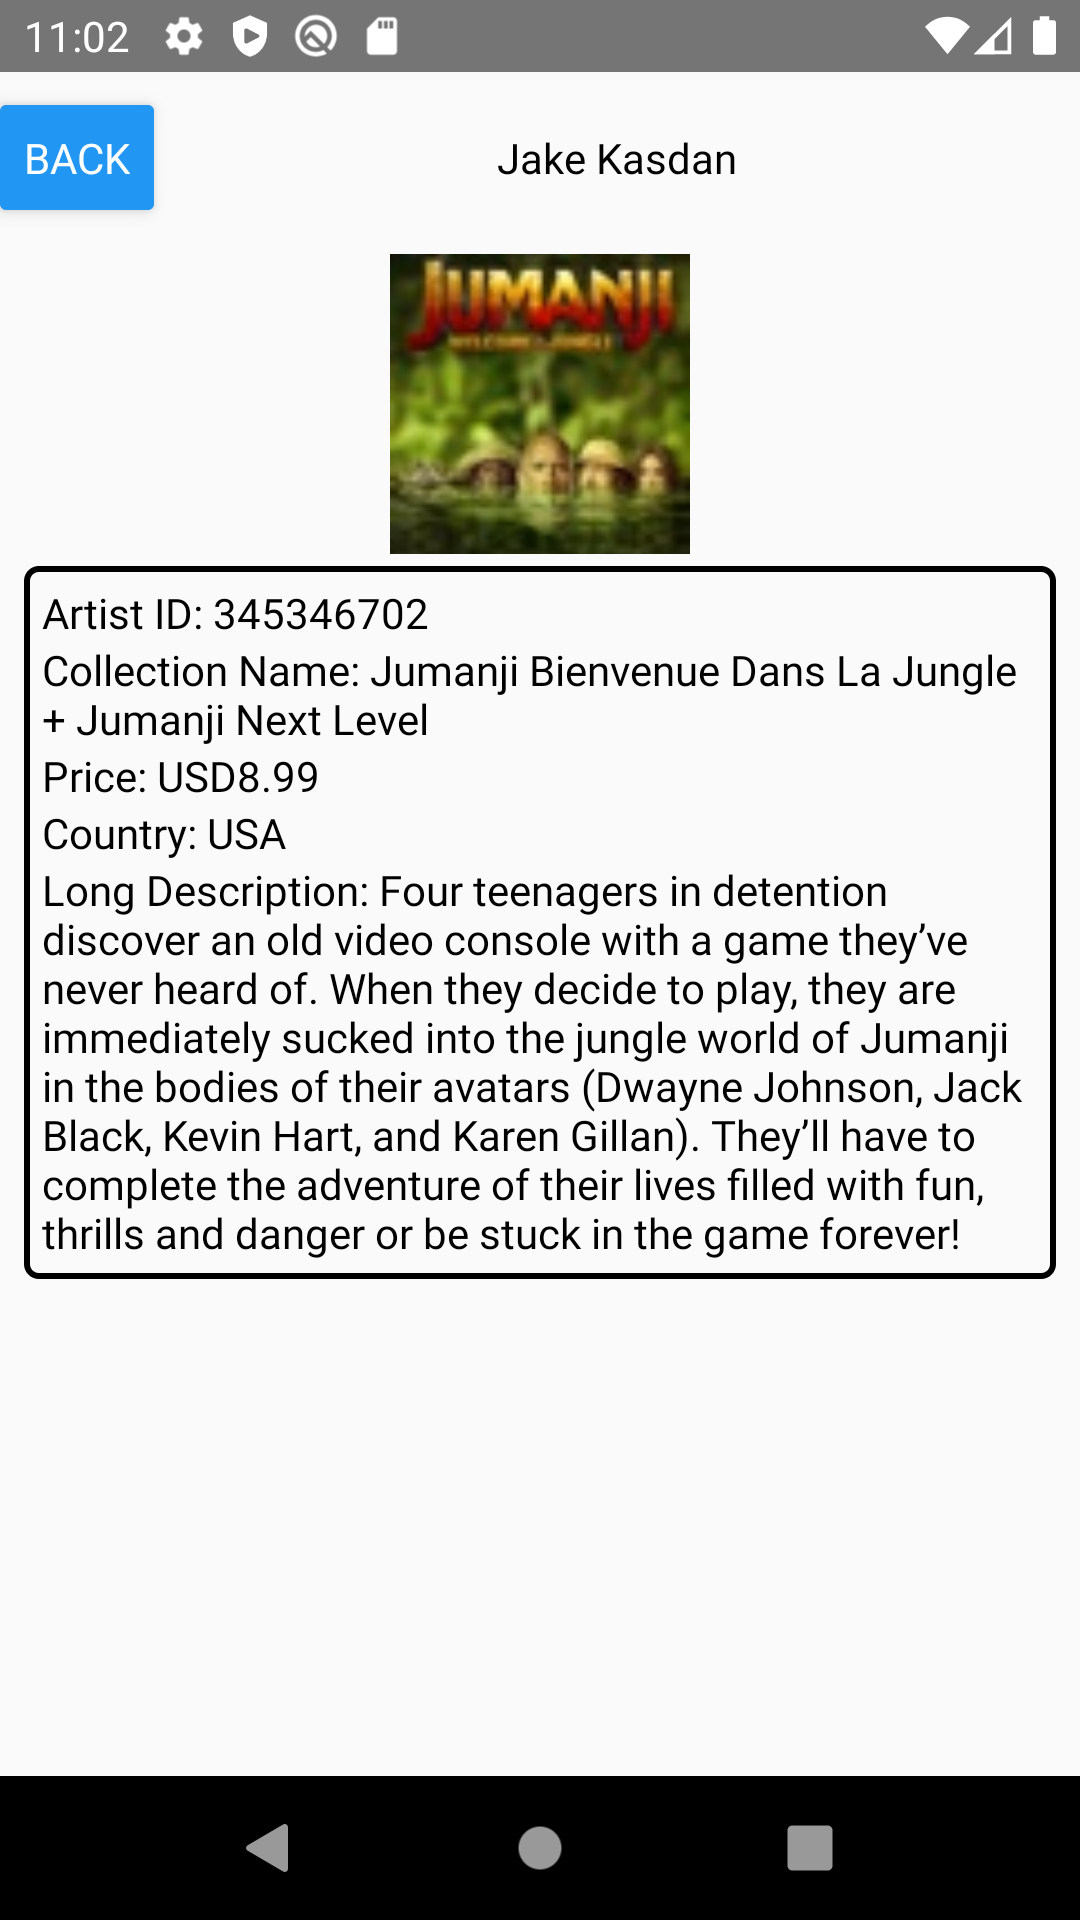 11:02
BACK
Jake Kasdan
JUMANJI
Artist ID: 345346702
Collection Name: Jumanji Bienvenue Dans La Jungle
+ Jumanji Next Level
Price: USD8.99
Country: USA
Long Description: Four teenagers in detention
discover an old video console with a game they’ve
never heard of. When they decide to play, they are
immediately sucked into the jungle world of Jumanji
in the bodies of their avatars (Dwayne Johnson, Jack
Black, Kevin Hart, and Karen Gillan). They’ll have to
complete the adventure of their lives filled with fun,
thrills and danger or be stuck in the game forever!